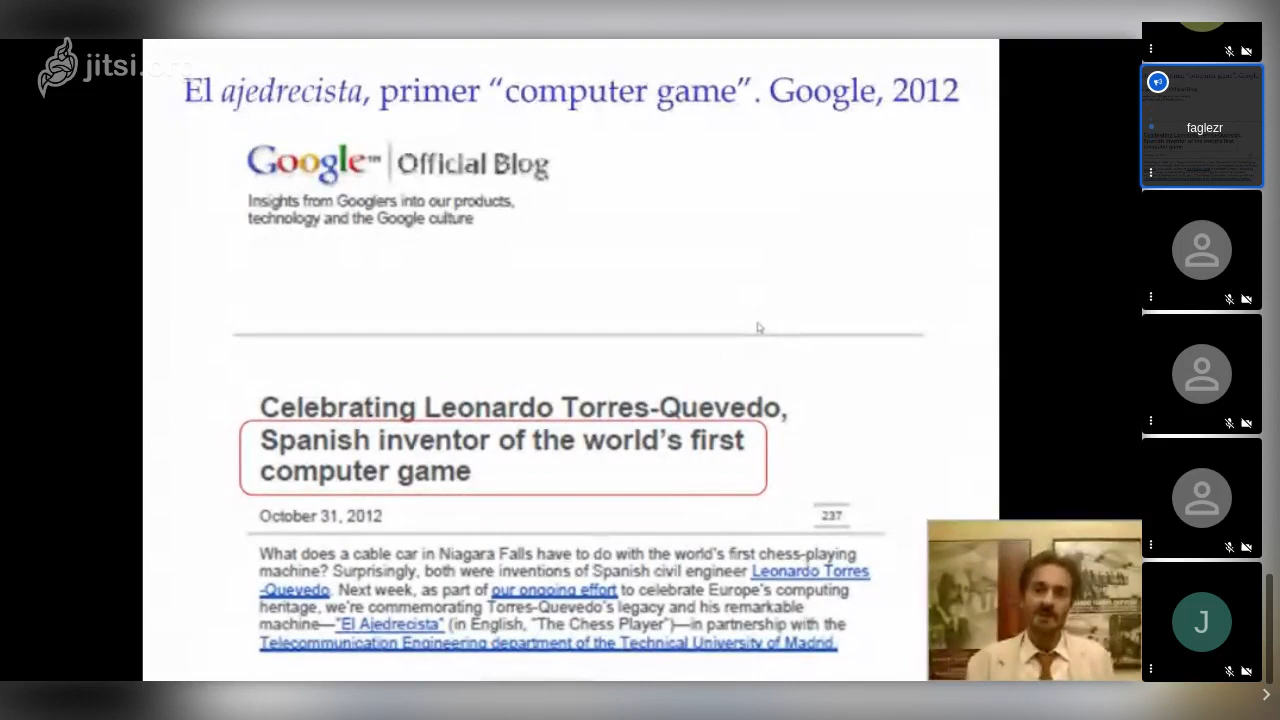 jitsi.org
El ajedrecista, primer “computer game”. Google, 2012
Google™ | Official Blog
Insights from Googlers into our products,
technology and the Google culture
Celebrating Leonardo Torres-Quevedo,
Spanish inventor of the world's first
computer game
October 31, 2012
237
What does a cable car in Niagara Falls have to do with the world's first chess-playing
machine? Surprisingly, both were inventions of Spanish civil engineer Leonardo Torres
-Quevedo. Next week, as part of our ongoing effort to celebrate Europe's computing
heritage, we're commemorating Torres-Quevedo's legacy and his remarkable
machine—"El Ajedrecista" (in English, "The Chess Player")—in partnership with the
Telecommunication Engineering department of the Technical University of Madrid.
faglezr
J